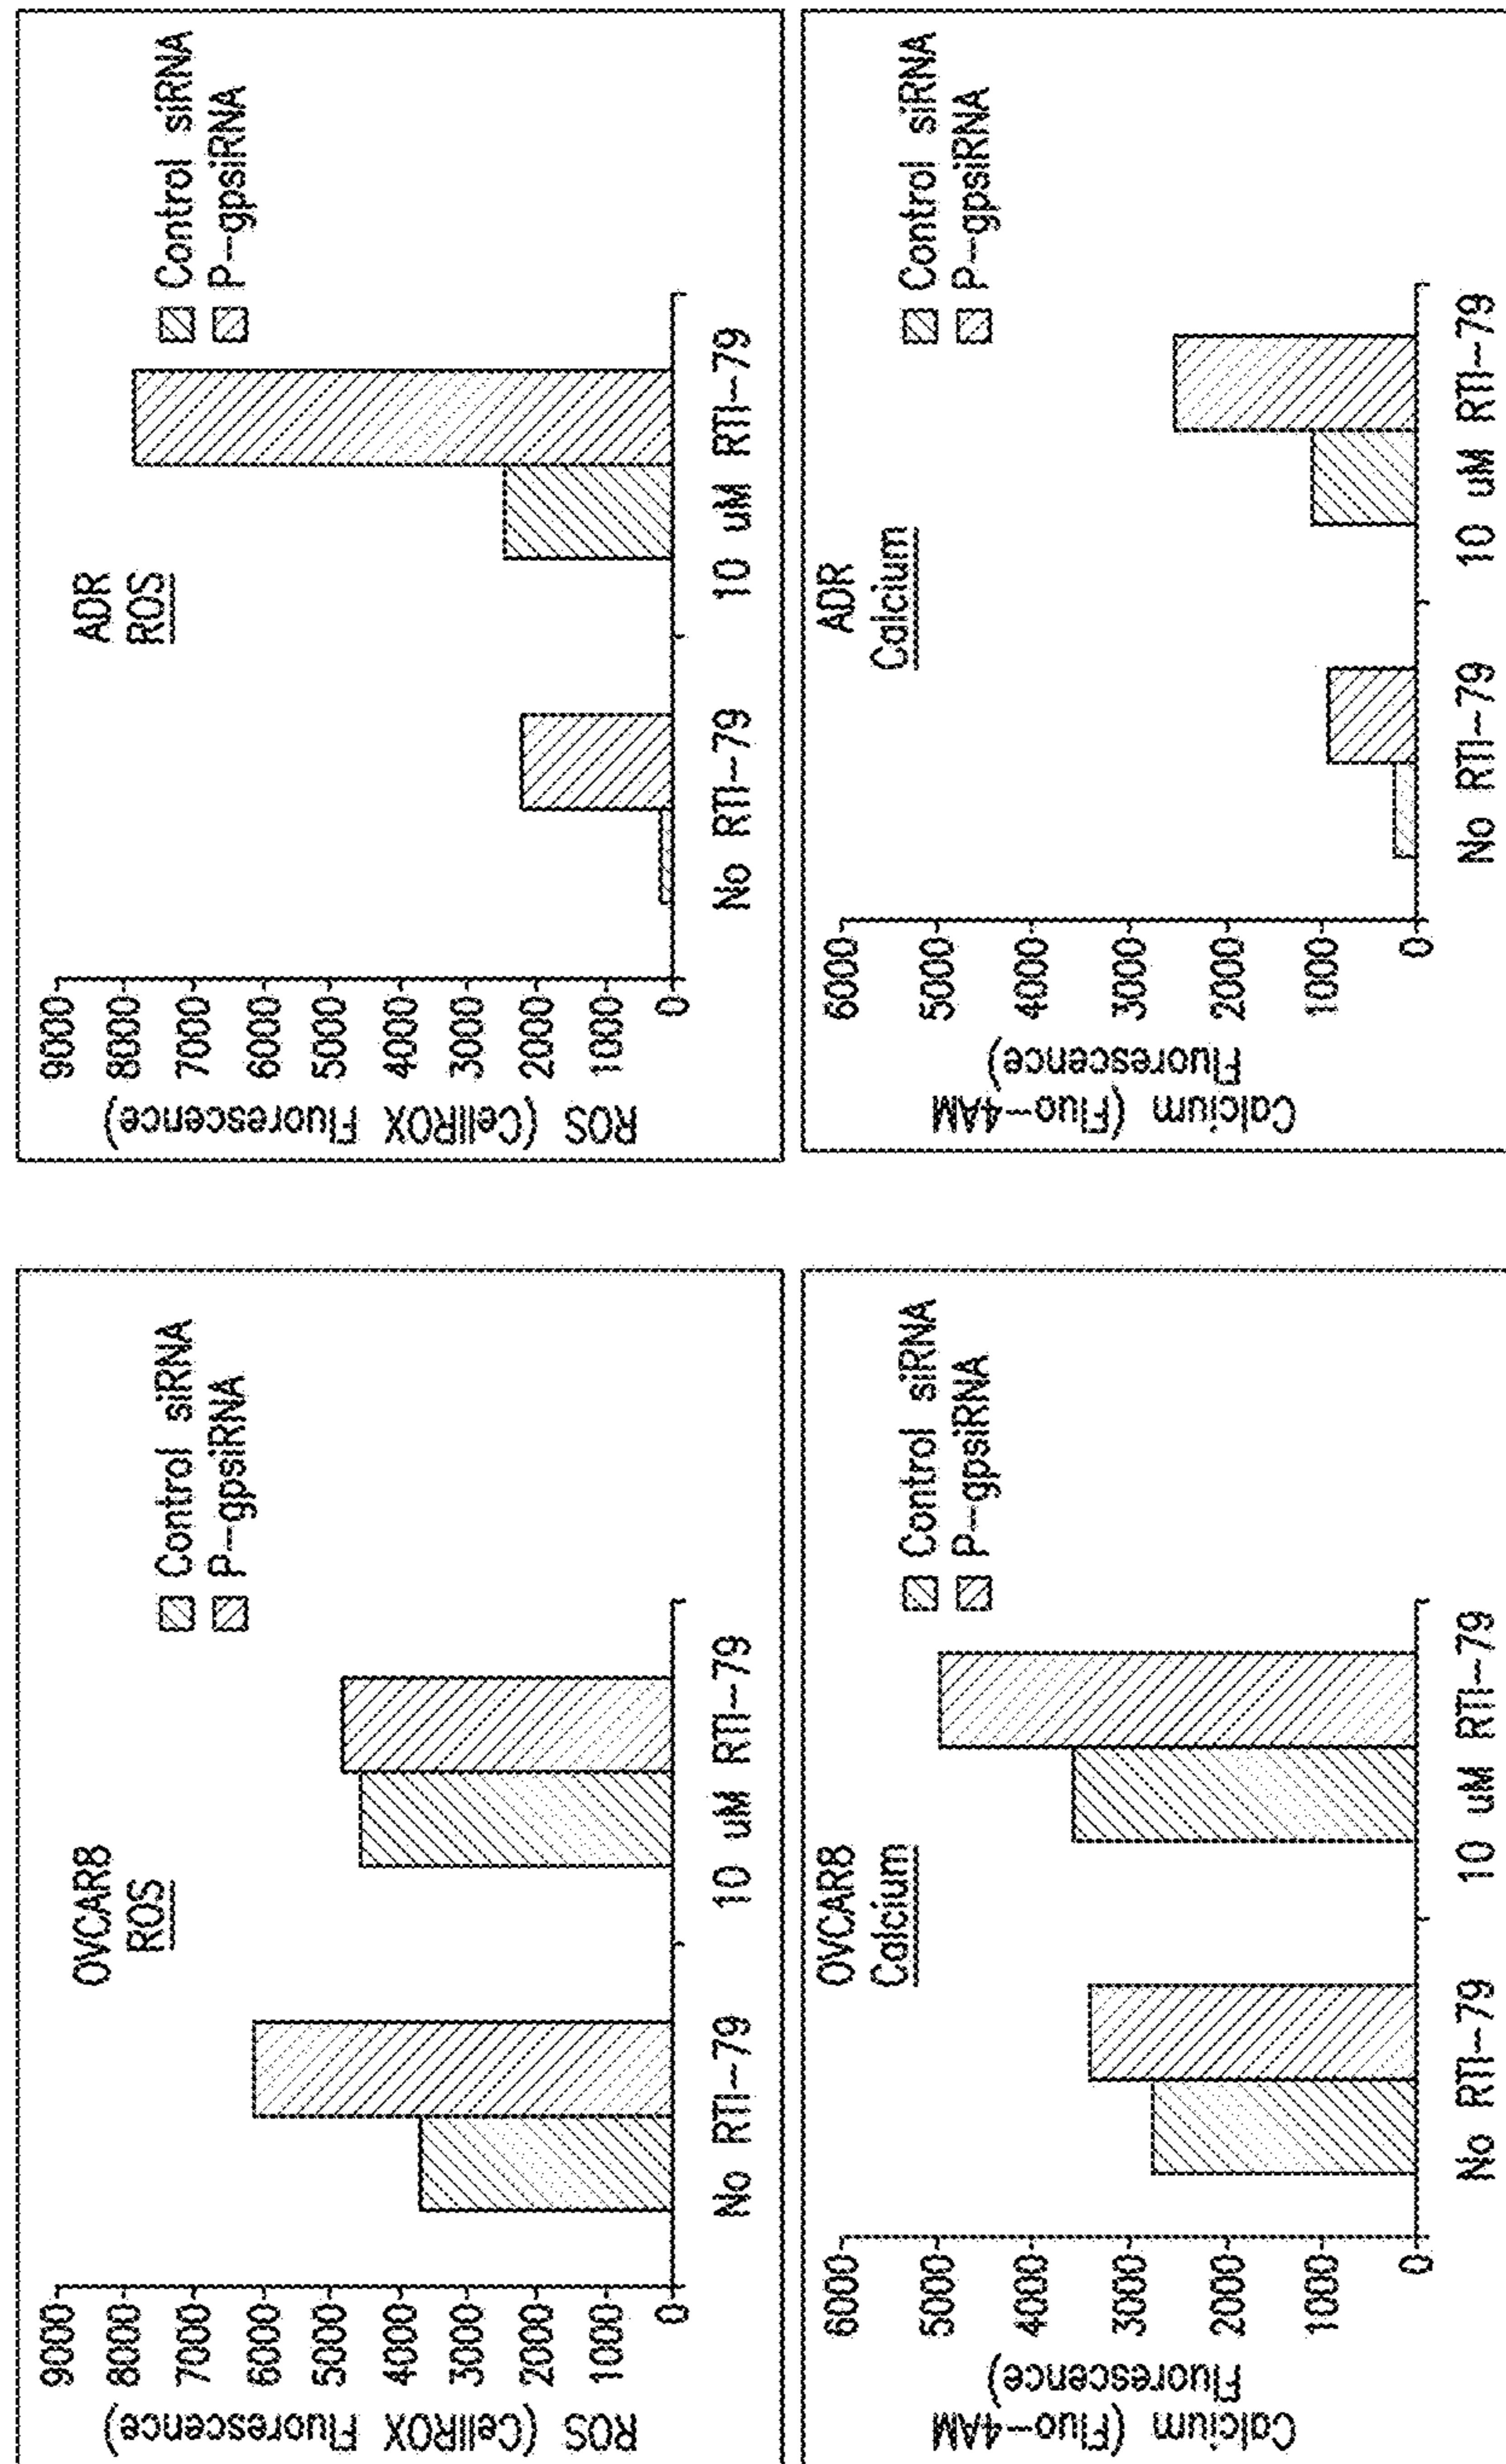 OVCAR8
ROS
Control siRNA
P-gpsiRNA
ROS (CellROX Fluorescence)
9000
8000
7000
6000
5000
4000
3000
2000
1000
0
No RTI-79
10 uM RTI-79
ADR
ROS
Control siRNA
P-gpsiRNA
ROS (CellROX Fluorescence)
9000
8000
7000
6000
5000
4000
3000
2000
1000
0
No RTI-79
10 uM RTI-79
OVCAR8
Calcium
Control siRNA
P-gpsiRNA
Calcium (Fluo-4AM
Fluorescence)
6000
5000
4000
3000
2000
1000
0
No RTI-79
10 uM RTI-79
ADR
Calcium
Control siRNA
P-gpsiRNA
Calcium (Fluo-4AM
Fluorescence)
6000
5000
4000
3000
2000
1000
0
No RTI-79
10 uM RTI-79